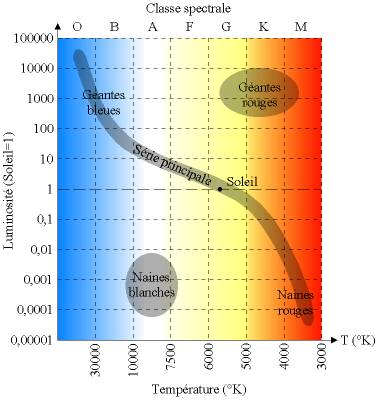 Classe spectrale
O B A F G K M
100000
10000
1000
100
10
1
0,1
0,01
0,001
0,0001
0,00001
Luminosité (Soleil=1)
Géantes
bleues
Géantes
rouges
Série principale
Soleil
Naines
blanches
Naines
rouges
30000 10000 7500 6000 5000 4000 3000
T (°K)
Température (°K)